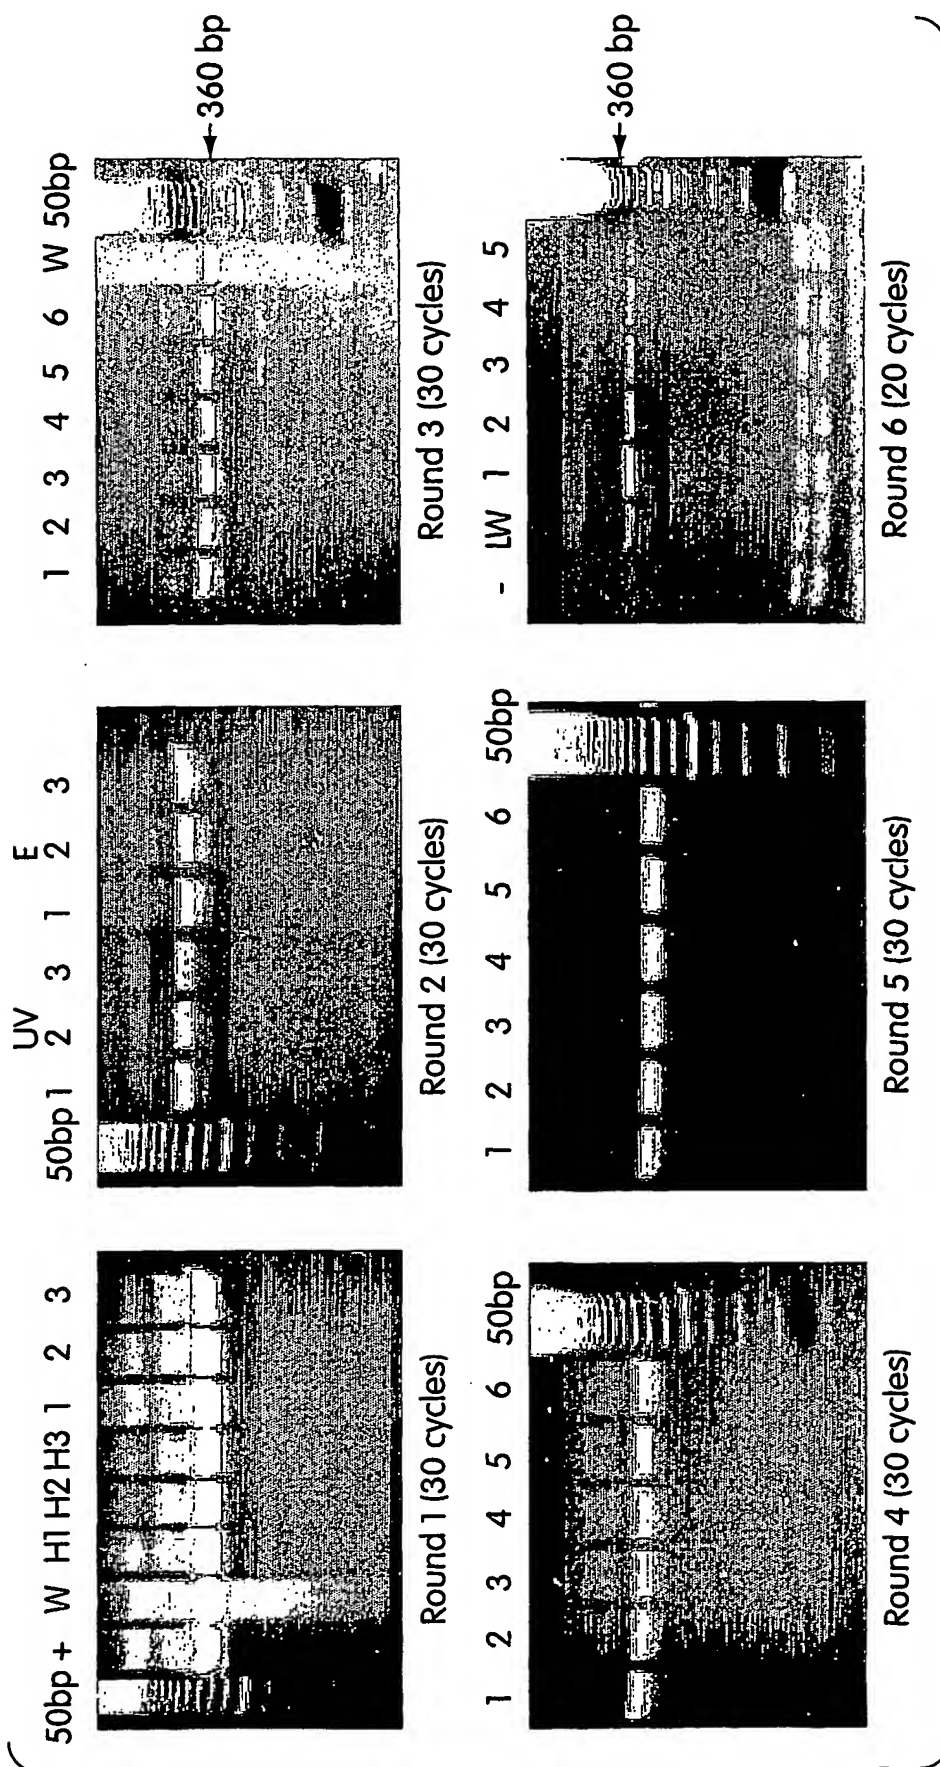 50bp + W H1 H2 H3 1 2 3
Round 1 (30 cycles)
UV E
50bp 1 2 3 1 2 3
Round 2 (30 cycles)
1 2 3 4 5 6 W 50bp
360 bp
Round 3 (30 cycles)
1 2 3 4 5 6 50bp
Round 4 (30 cycles)
1 2 3 4 5 6 50bp
Round 5 (30 cycles)
- LW 1 2 3 4 5
360 bp
Round 6 (20 cycles)